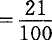 = 21/100